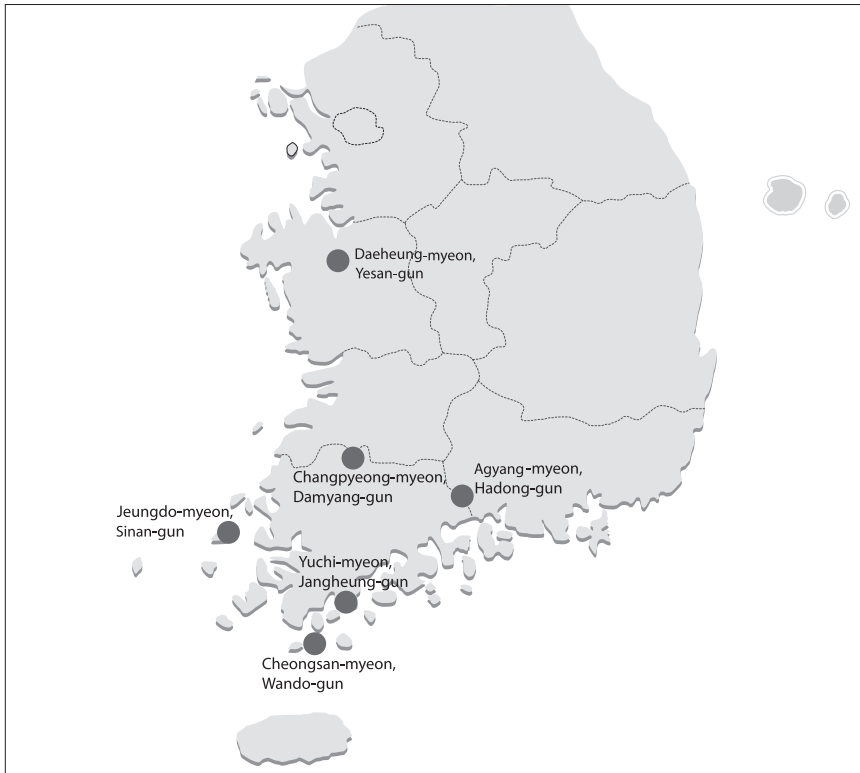 Daeheung-myeon,
Yesan-gun
Changpyeong-myeon,
Damyang-gun
Agyang-myeon,
Hadong-gun
Jeungdo-myeon,
Sinan-gun
Yuchi-myeon,
Jangheung-gun
Cheongsan-myeon,
Wando-gun